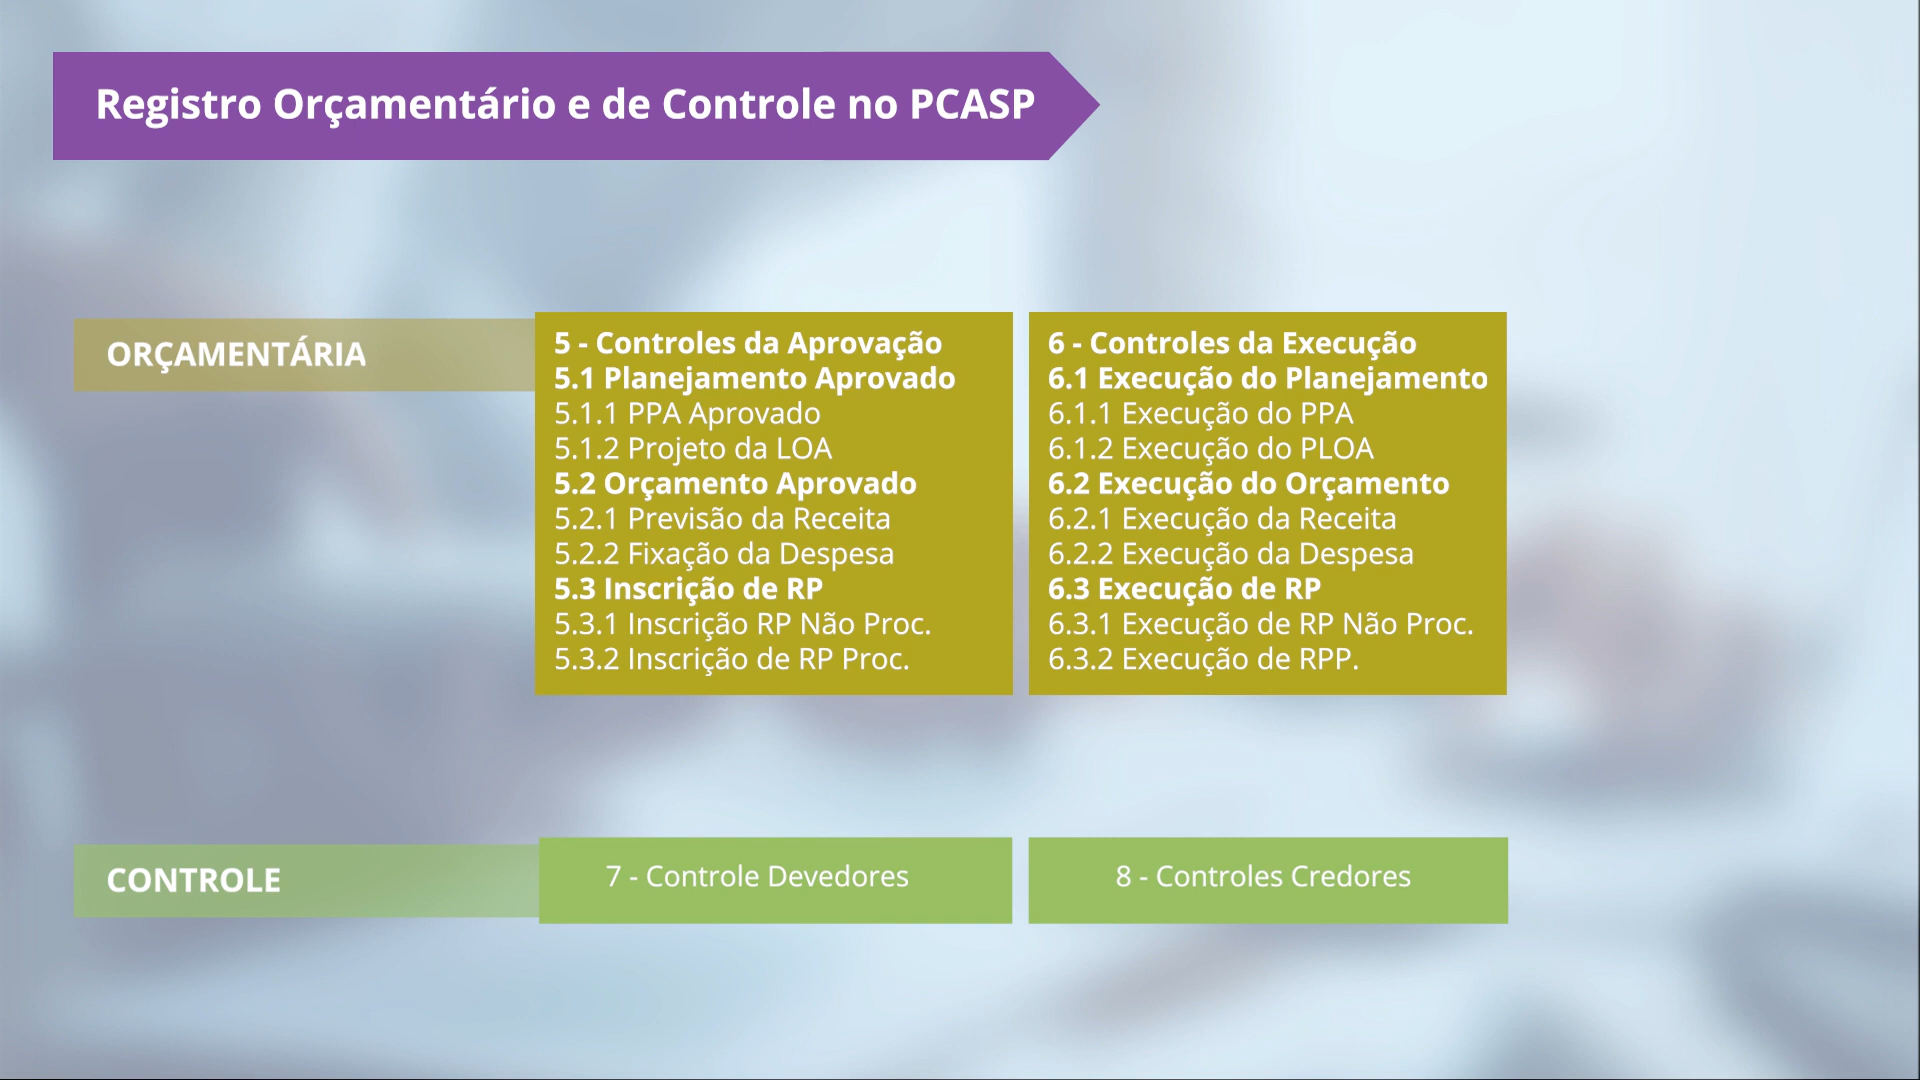 Registro Orçamentário e de Controle no PCASP
ORÇAMENTÁRIA
5 - Controles da Aprovação
5.1 Planejamento Aprovado
5.1.1 PPA Aprovado
5.1.2 Projeto da LOA
5.2 Orçamento Aprovado
5.2.1 Previsão da Receita
5.2.2 Fixação da Despesa
5.3 Inscrição de RP
5.3.1 Inscrição RP Não Proc.
5.3.2 Inscrição de RP Proc.
6 - Controles da Execução
6.1 Execução do Planejamento
6.1.1 Execução do PPA
6.1.2 Execução do PLOA
6.2 Execução do Orçamento
6.2.1 Execução da Receita
6.2.2 Execução da Despesa
6.3 Execução de RP
6.3.1 Execução de RP Não Proc.
6.3.2 Execução de RPP.
CONTROLE
7 - Controle Devedores
8 - Controles Credores